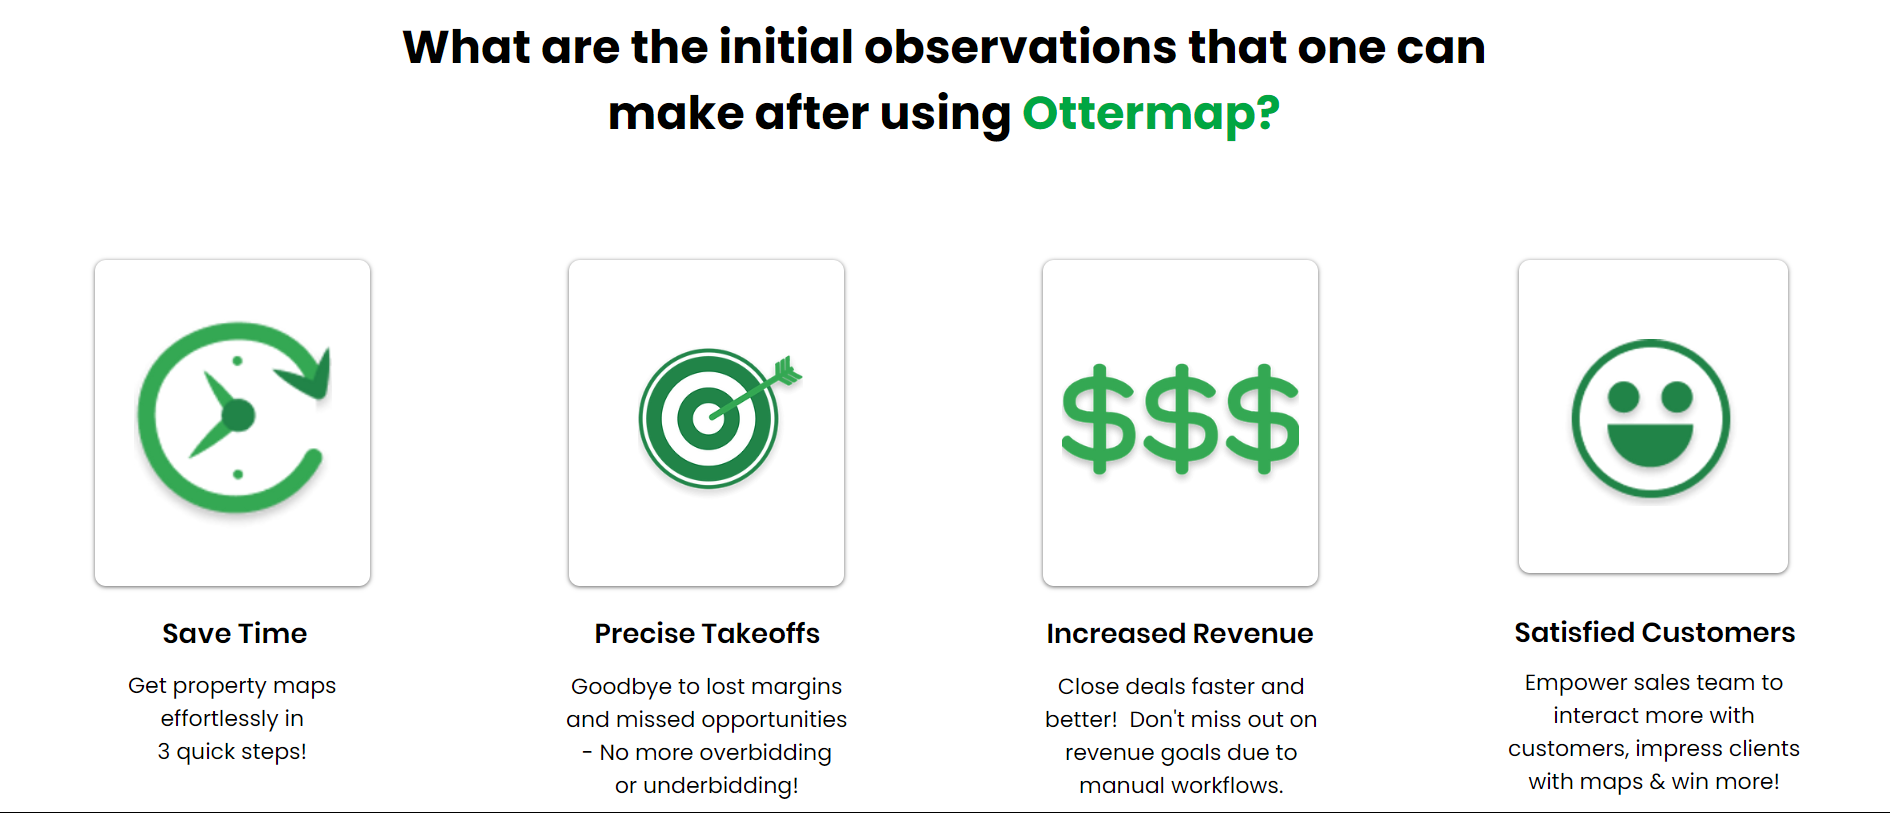 What are the initial observations that one can
make after using Ottermap?
$$$
Save Time
Get property maps
effortlessly in
3 quick steps!
Precise Takeoffs
Goodbye to lost margins
and missed opportunities
- No more overbidding
or underbidding!
Increased Revenue
Close deals faster and
better!  Don't miss out on
revenue goals due to
manual workflows.
Satisfied Customers
Empower sales team to
interact more with
customers, impress clients
with maps & win more!